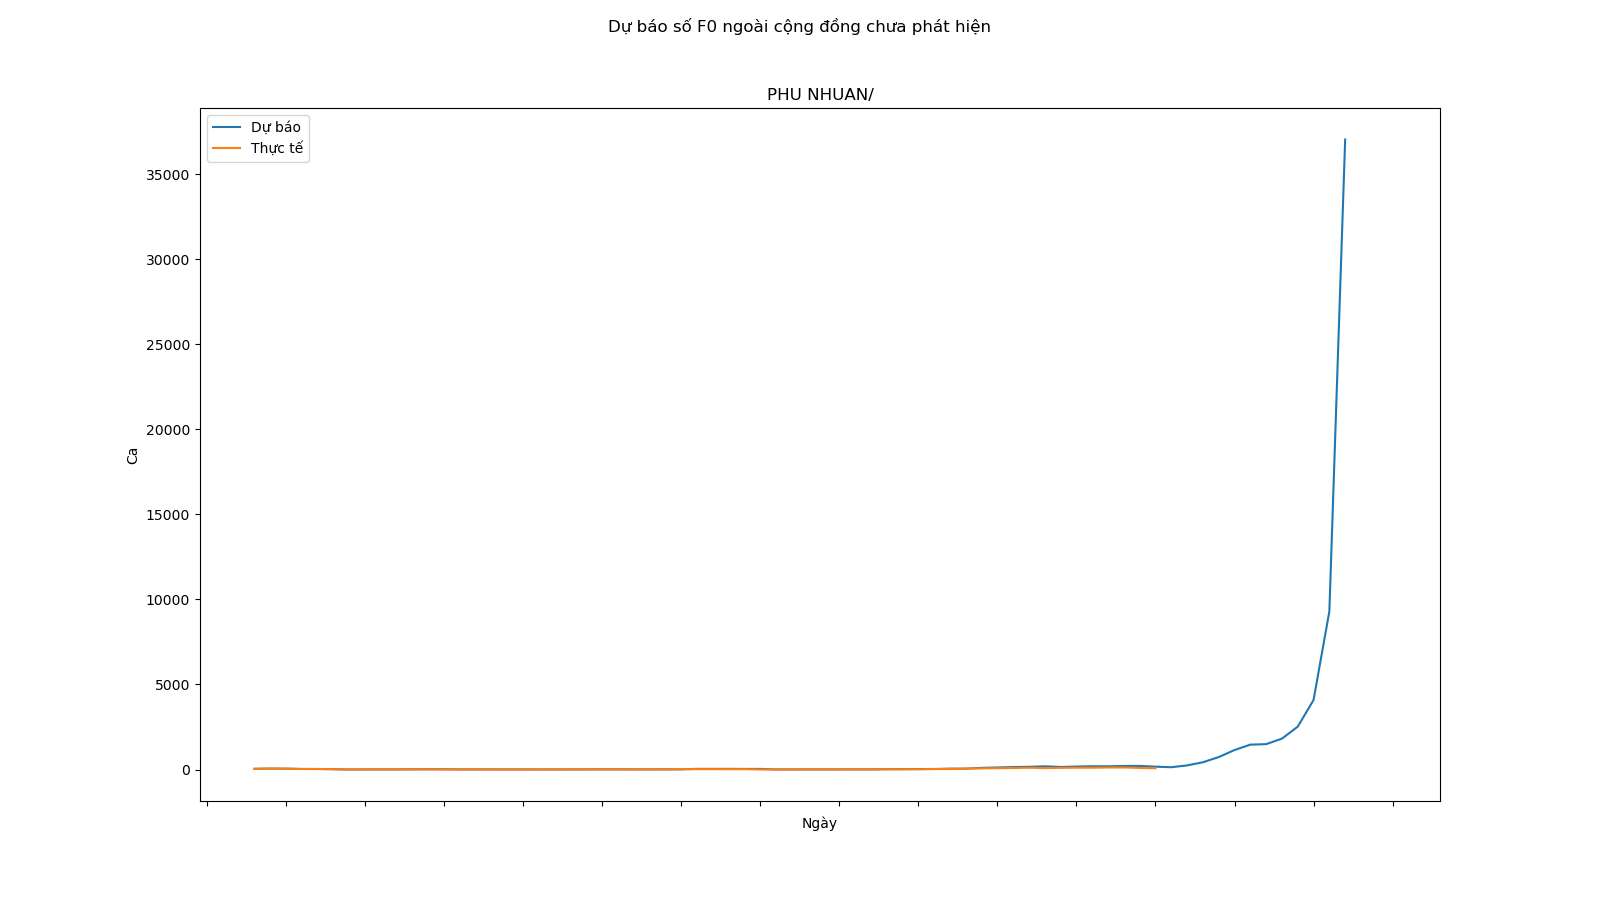 Dự báo số F0 ngoài cộng đồng chưa phát hiện
PHU NHUAN/
Dự báo
Thực tế
35000
30000
25000
20000
15000
10000
5000
0
Ca
Ngày